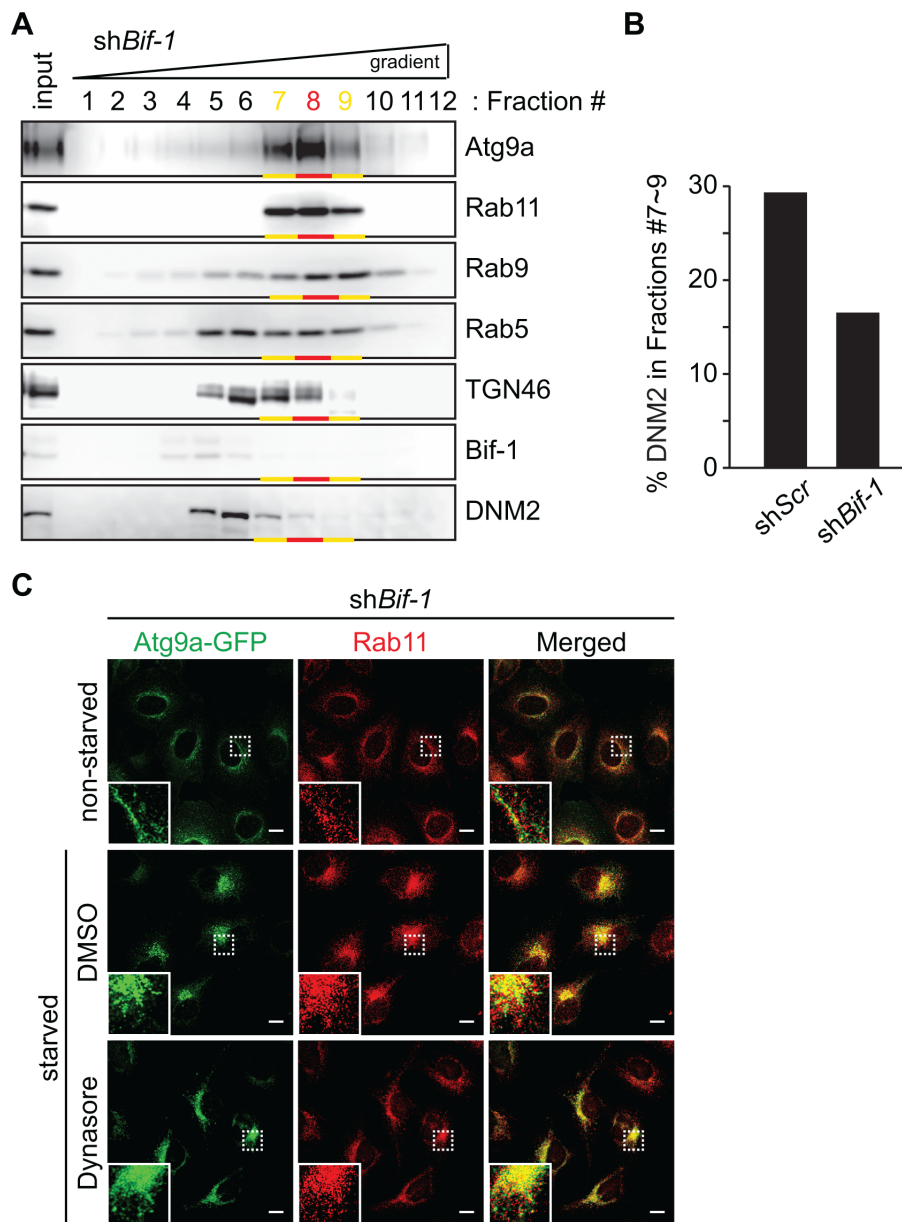 A
shBif-1
gradient
input 1 2 3 4 5 6 7 8 9 10 11 12 : Fraction #
Atg9a
Rab11
Rab9
Rab5
TGN46
Bif-1
DNM2
B
% DNM2 in Fractions #7~9
30
20
10
0
shScr shBif-1
C
shBif-1
Atg9a-GFP Rab11 Merged
non-starved
starved
DMSO
Dynasore